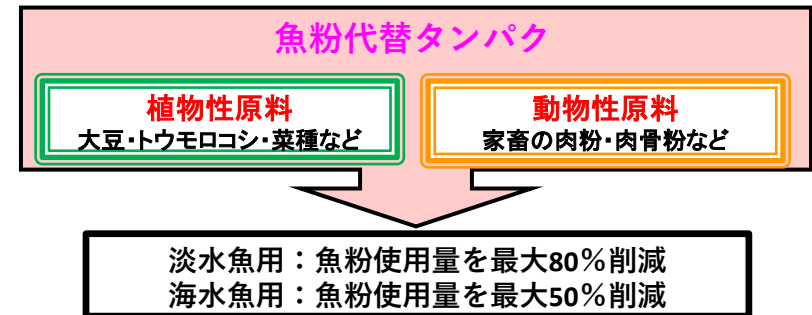 魚粉代替タンパク
植物性原料
大豆・トウモロコシ・菜種など
動物性原料
家畜の肉粉・肉骨粉など
淡水魚用：魚粉使用量を最大80％削減
海水魚用：魚粉使用量を最大50％削減